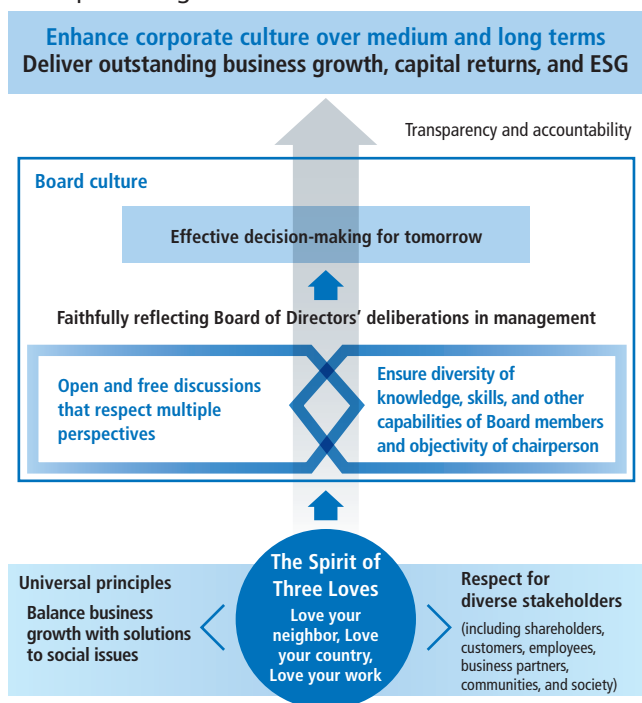 Enhance corporate culture over medium and long terms
Deliver outstanding business growth, capital returns, and ESG
Transparency and accountability
Board culture
Effective decision-making for tomorrow
Faithfully reflecting Board of Directors’ deliberations in management
Open and free discussions
that respect multiple
perspectives
Ensure diversity of
knowledge, skills, and other
capabilities of Board members
and objectivity of chairperson
Universal principles
Balance business
growth with solutions
to social issues
The Spirit of
Three Loves
Love your
neighbor, Love
your country,
Love your work
Respect for
diverse stakeholders
(including shareholders,
customers, employees,
business partners,
communities, and society)